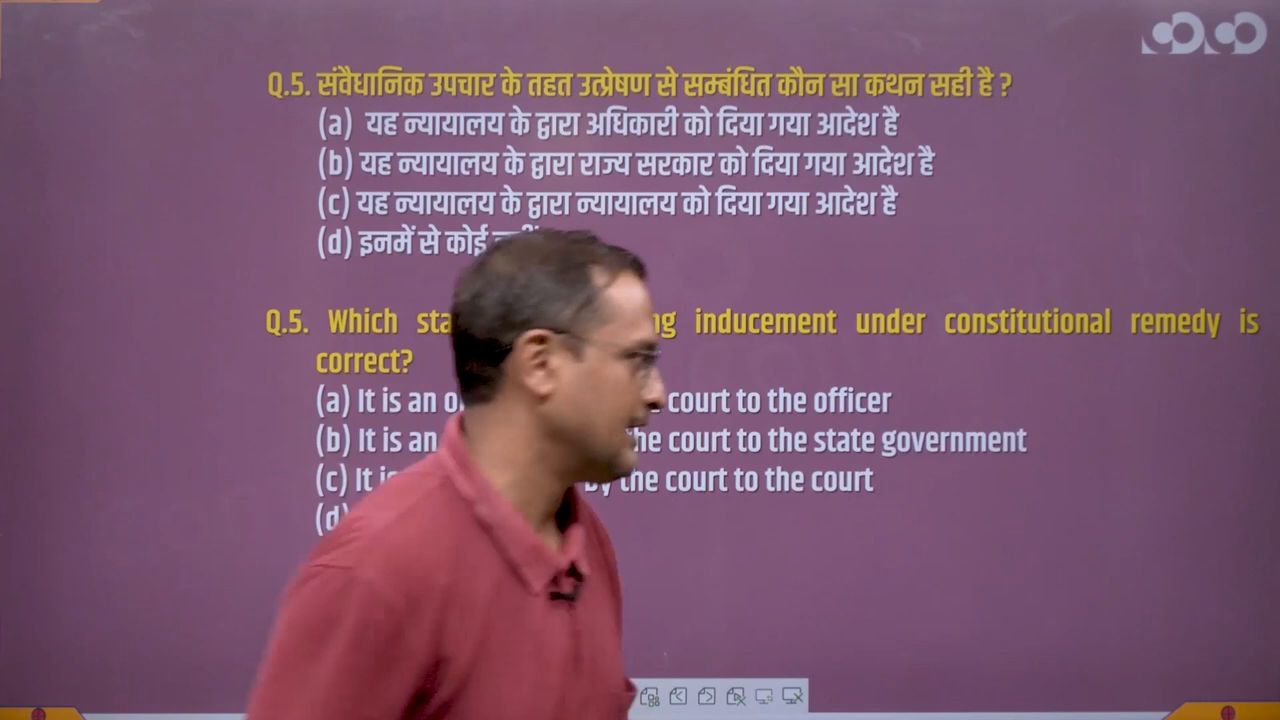 Q.5. संवैधानिक उपचार के तहत उत्प्रेषण से सम्बंधित कौन सा कथन सही है ?
(a) यह न्यायालय के द्वारा अधिकारी को दिया गया आदेश है
(b) यह न्यायालय के द्वारा राज्य सरकार को दिया गया आदेश है
(c) यह न्यायालय के द्वारा न्यायालय को दिया गया आदेश है
(d) इनमें से कोई
Q.5. Which inducement under constitutional remedy is
correct?
(a) It is an court to the officer
(b) It is an the court to the state government
(c) It by the court to the court
(d)